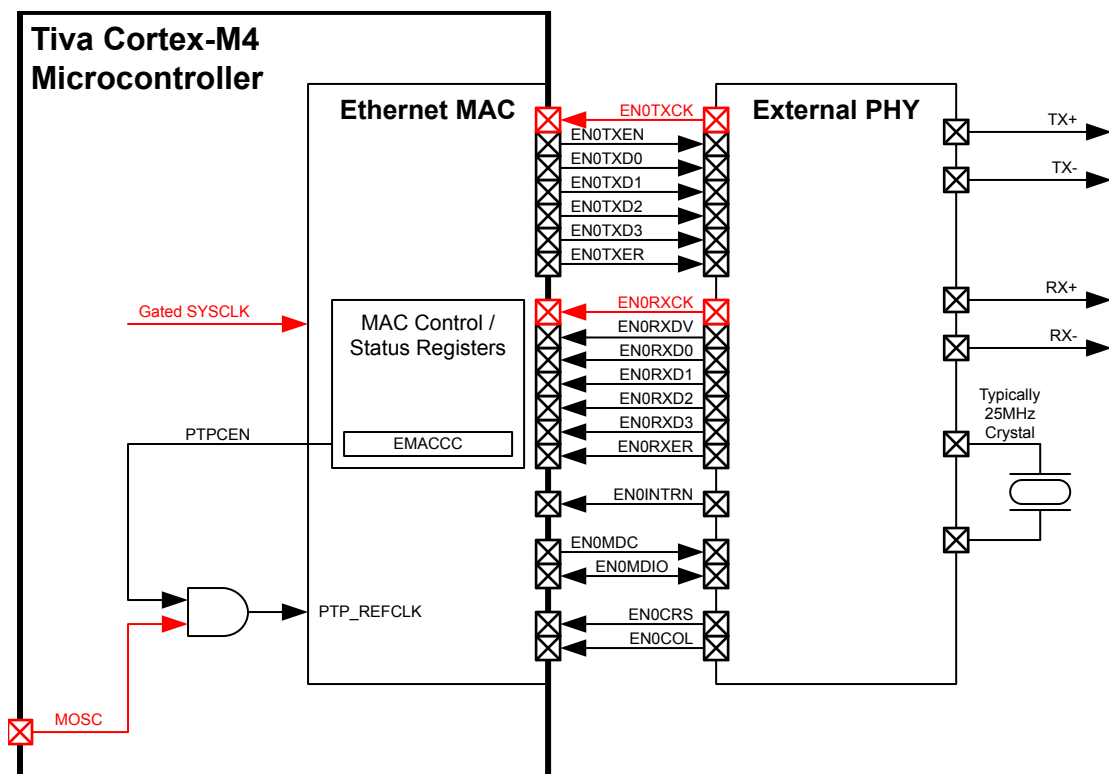 Tiva Cortex-M4
Microcontroller
Ethernet MAC
External PHY
EN0TXCK
EN0TXEN
EN0TXD0
EN0TXD1
EN0TXD2
EN0TXD3
EN0TXER
TX+
TX-
Gated SYSCLK
MAC Control /
Status Registers
EMACCC
EN0RXCK
EN0RXDV
EN0RXD0
EN0RXD1
EN0RXD2
EN0RXD3
EN0RXER
RX+
RX-
Typically
25MHz
Crystal
PTPCEN
EN0INTRN
EN0MDC
EN0MDIO
PTP_REFCLK
EN0CRS
EN0COL
MOSC